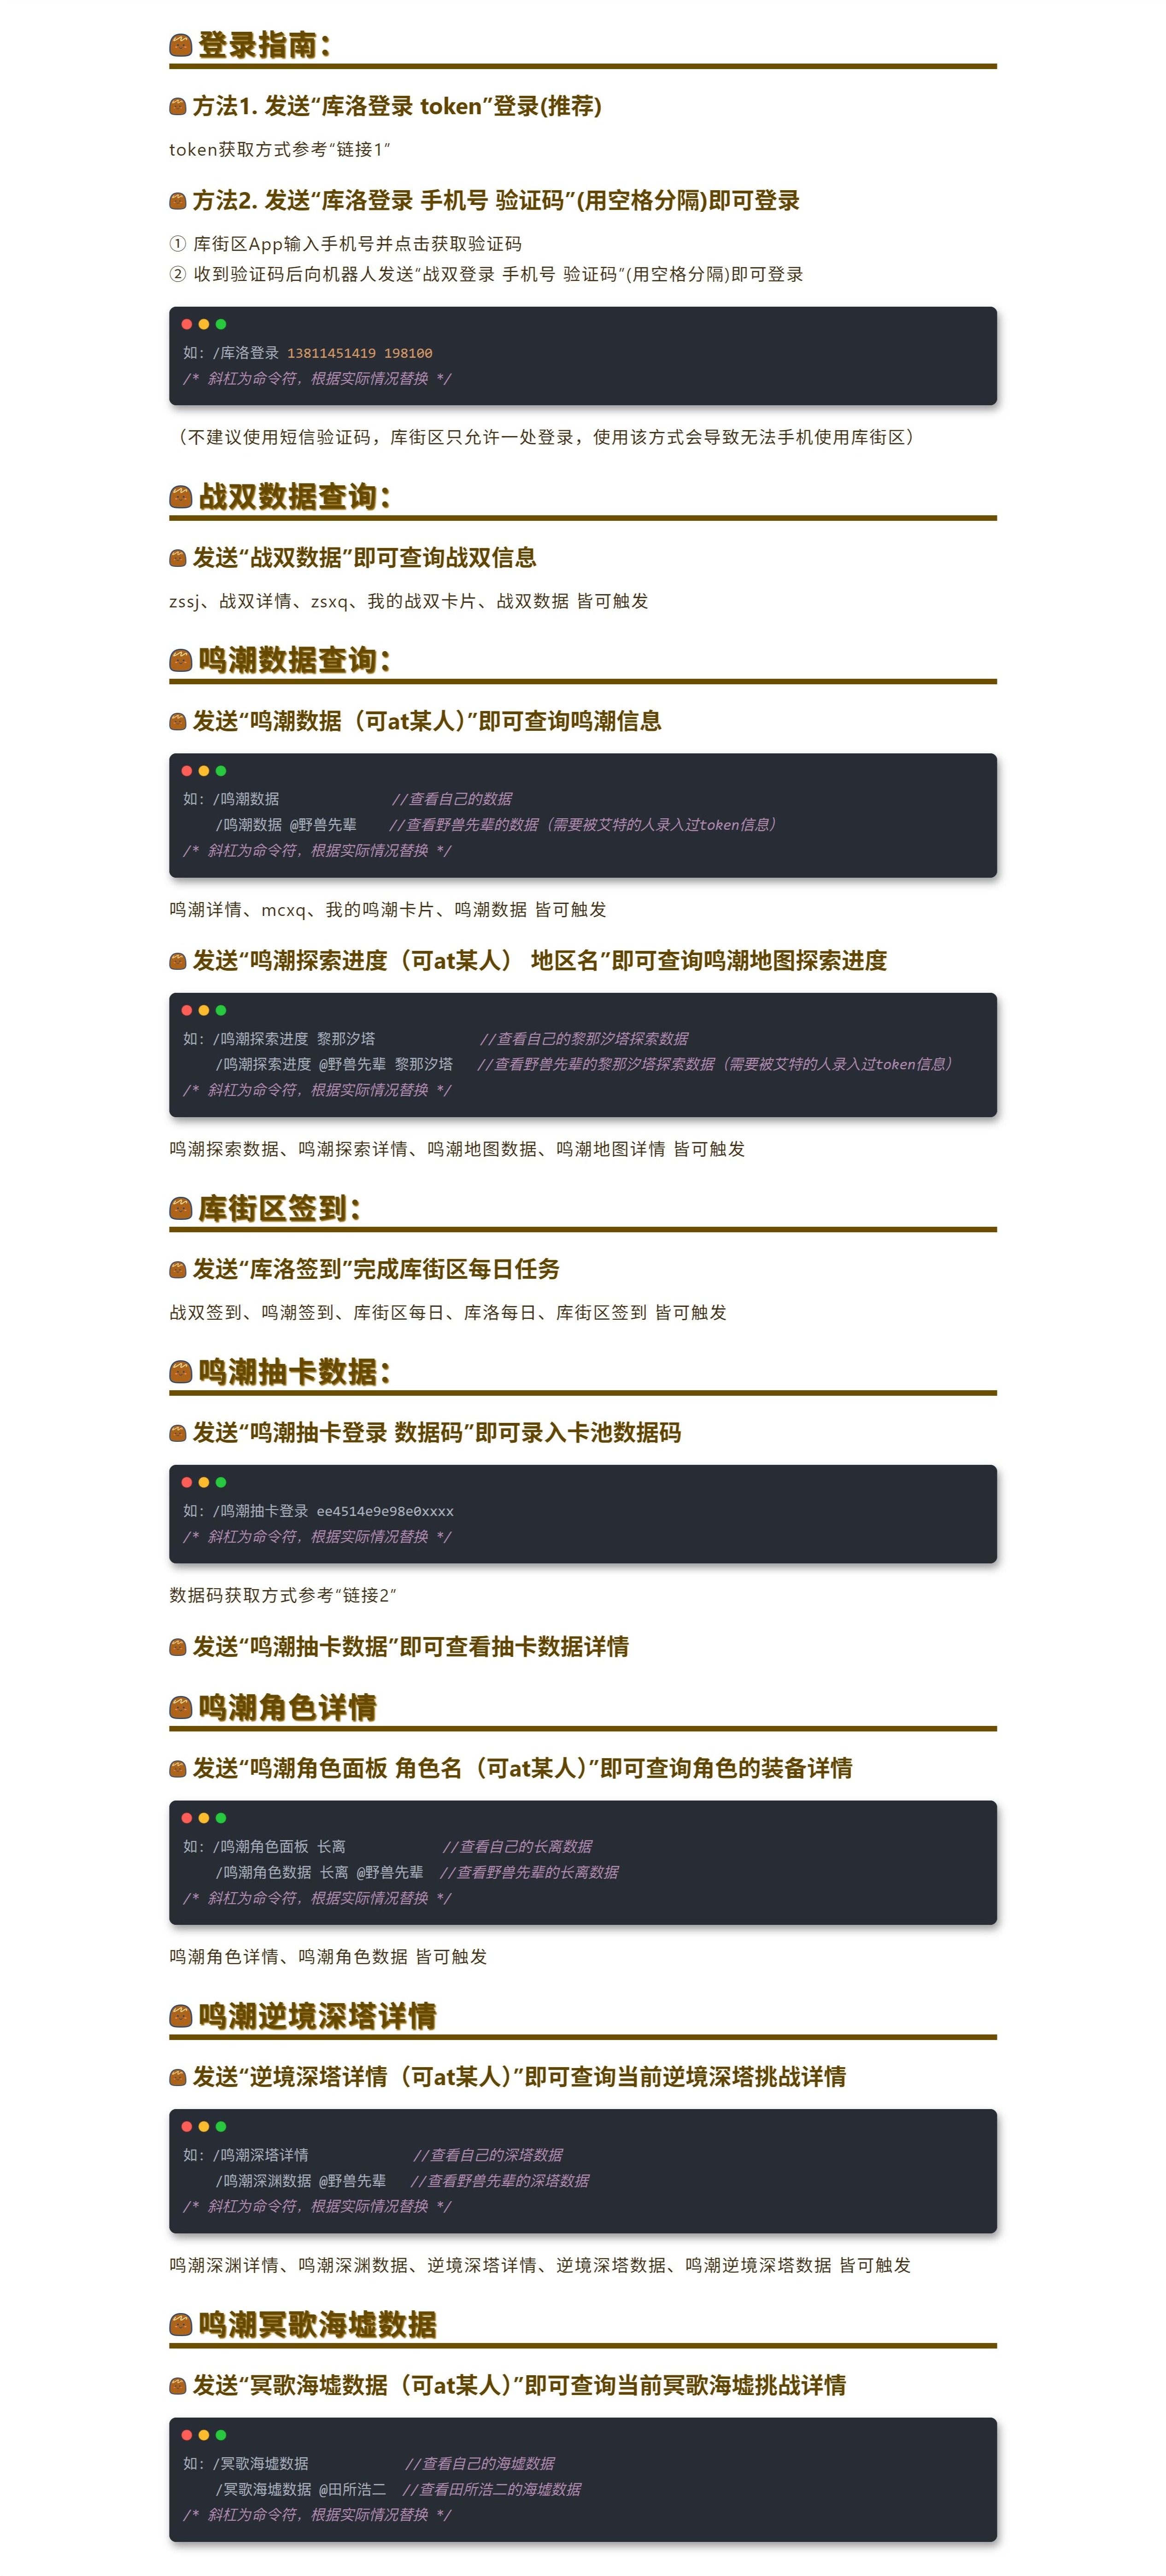 登录指南：
方法1. 发送“库洛登录 token”登录(推荐)
token获取方式参考“链接1”
方法2. 发送“库洛登录 手机号 验证码”(用空格分隔)即可登录
① 库街区App输入手机号并点击获取验证码
② 收到验证码后向机器人发送“战双登录 手机号 验证码”(用空格分隔)即可登录
如：/库洛登录 13811451419 198100
/* 斜杠为命令符，根据实际情况替换 */
（不建议使用短信验证码，库街区只允许一处登录，使用该方式会导致无法手机使用库街区）
战双数据查询：
发送“战双数据”即可查询战双信息
zssj、战双详情、zsxq、我的战双卡片、战双数据 皆可触发
鸣潮数据查询：
发送“鸣潮数据（可at某人）”即可查询鸣潮信息
如：/鸣潮数据 //查看自己的数据
/鸣潮数据 @野兽先辈 //查看野兽先辈的数据（需要被艾特的人录入过token信息）
/* 斜杠为命令符，根据实际情况替换 */
鸣潮详情、mcxq、我的鸣潮卡片、鸣潮数据 皆可触发
发送“鸣潮探索进度（可at某人） 地区名”即可查询鸣潮地图探索进度
如：/鸣潮探索进度 黎那汐塔 //查看自己的黎那汐塔探索数据
/鸣潮探索进度 @野兽先辈 黎那汐塔 //查看野兽先辈的黎那汐塔探索数据（需要被艾特的人录入过token信息）
/* 斜杠为命令符，根据实际情况替换 */
鸣潮探索数据、鸣潮探索详情、鸣潮地图数据、鸣潮地图详情 皆可触发
库街区签到：
发送“库洛签到”完成库街区每日任务
战双签到、鸣潮签到、库街区每日、库洛每日、库街区签到 皆可触发
鸣潮抽卡数据：
发送“鸣潮抽卡登录 数据码”即可录入卡池数据码
如：/鸣潮抽卡登录 ee4514e9e98e0xxxx
/* 斜杠为命令符，根据实际情况替换 */
数据码获取方式参考“链接2”
发送“鸣潮抽卡数据”即可查看抽卡数据详情
鸣潮角色详情
发送“鸣潮角色面板 角色名（可at某人）”即可查询角色的装备详情
如：/鸣潮角色面板 长离 //查看自己的长离数据
/鸣潮角色数据 长离 @野兽先辈 //查看野兽先辈的长离数据
/* 斜杠为命令符，根据实际情况替换 */
鸣潮角色详情、鸣潮角色数据 皆可触发
鸣潮逆境深塔详情
发送“逆境深塔详情（可at某人）”即可查询当前逆境深塔挑战详情
如：/鸣潮深塔详情 //查看自己的深塔数据
/鸣潮深渊数据 @野兽先辈 //查看野兽先辈的深塔数据
/* 斜杠为命令符，根据实际情况替换 */
鸣潮深渊详情、鸣潮深渊数据、逆境深塔详情、逆境深塔数据、鸣潮逆境深塔数据 皆可触发
鸣潮冥歌海墟数据
发送“冥歌海墟数据（可at某人）”即可查询当前冥歌海墟挑战详情
如：/冥歌海墟数据 //查看自己的海墟数据
/冥歌海墟数据 @田所浩二 //查看田所浩二的海墟数据
/* 斜杠为命令符，根据实际情况替换 */